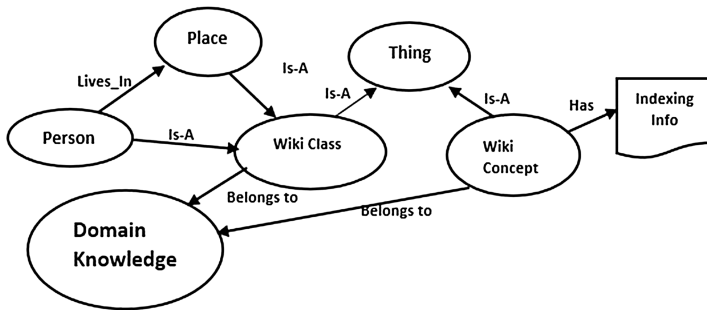 Place
Thing
Is-A
Lives_In
Is-A
Is-A
Has
Indexing
Info
Person
Is-A
Wiki Class
Wiki
Concept
Belongs to
Belongs to
Domain
Knowledge